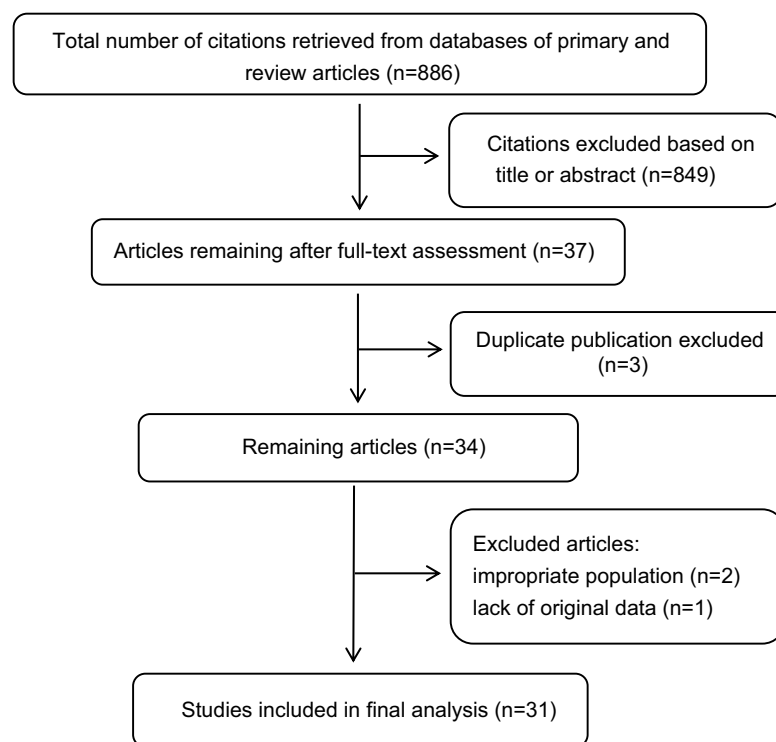 Total number of citations retrieved from databases of primary and
review articles (n=886)
Citations excluded based on
title or abstract (n=849)
Articles remaining after full-text assessment (n=37)
Duplicate publication excluded
(n=3)
Remaining articles (n=34)
Excluded articles:
impropriate population (n=2)
lack of original data (n=1)
Studies included in final analysis (n=31)